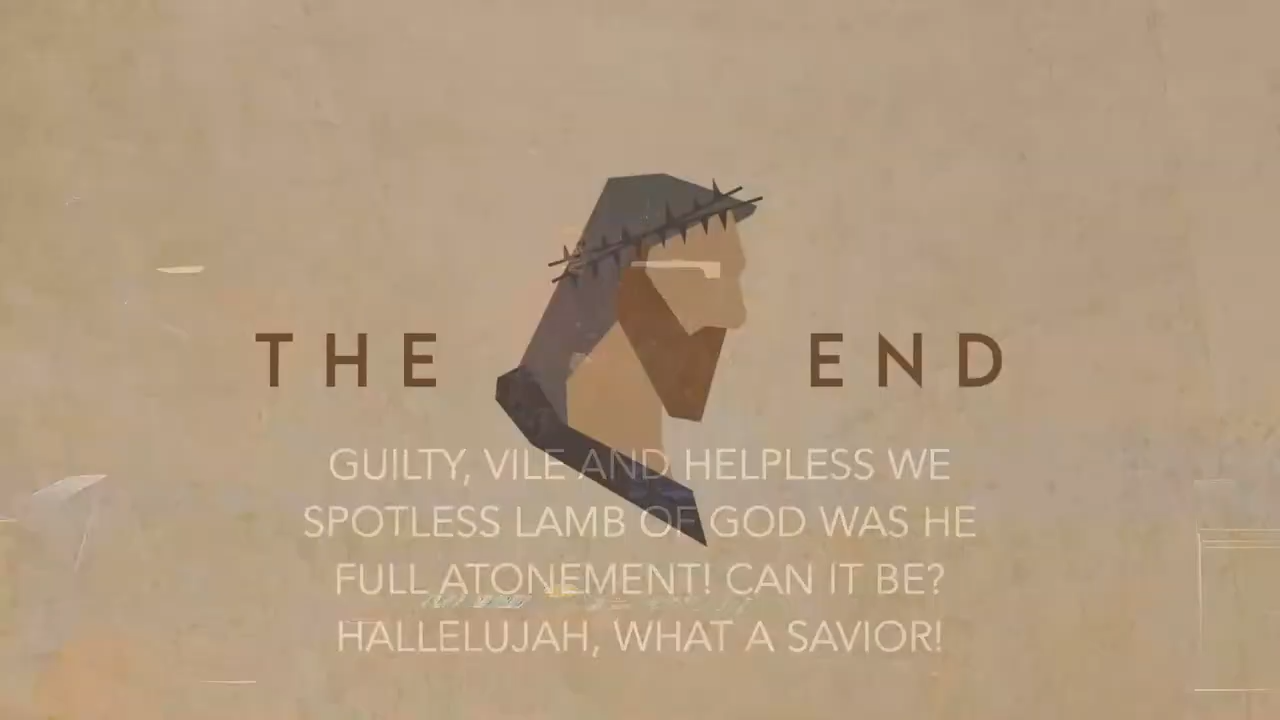 THE END
GUILTY, VILE AND HELPLESS WE
SPOTLESS LAMB OF GOD WAS HE
FULL ATONEMENT! CAN IT BE?
HALLELUJAH, WHAT A SAVIOR!